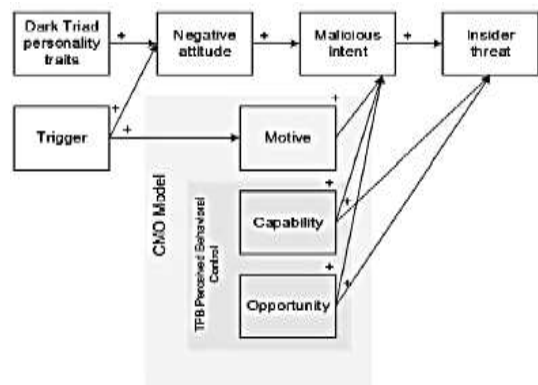 Dark Triad
personality
traits
+
Negative
attitude
+
Malicious
Intent
+
Insider
threat
+
+
Trigger
+
Motive
+
Capability
+
+
Opportunity
+
+
CMO Model
TPB Perceived Behavioral
Control